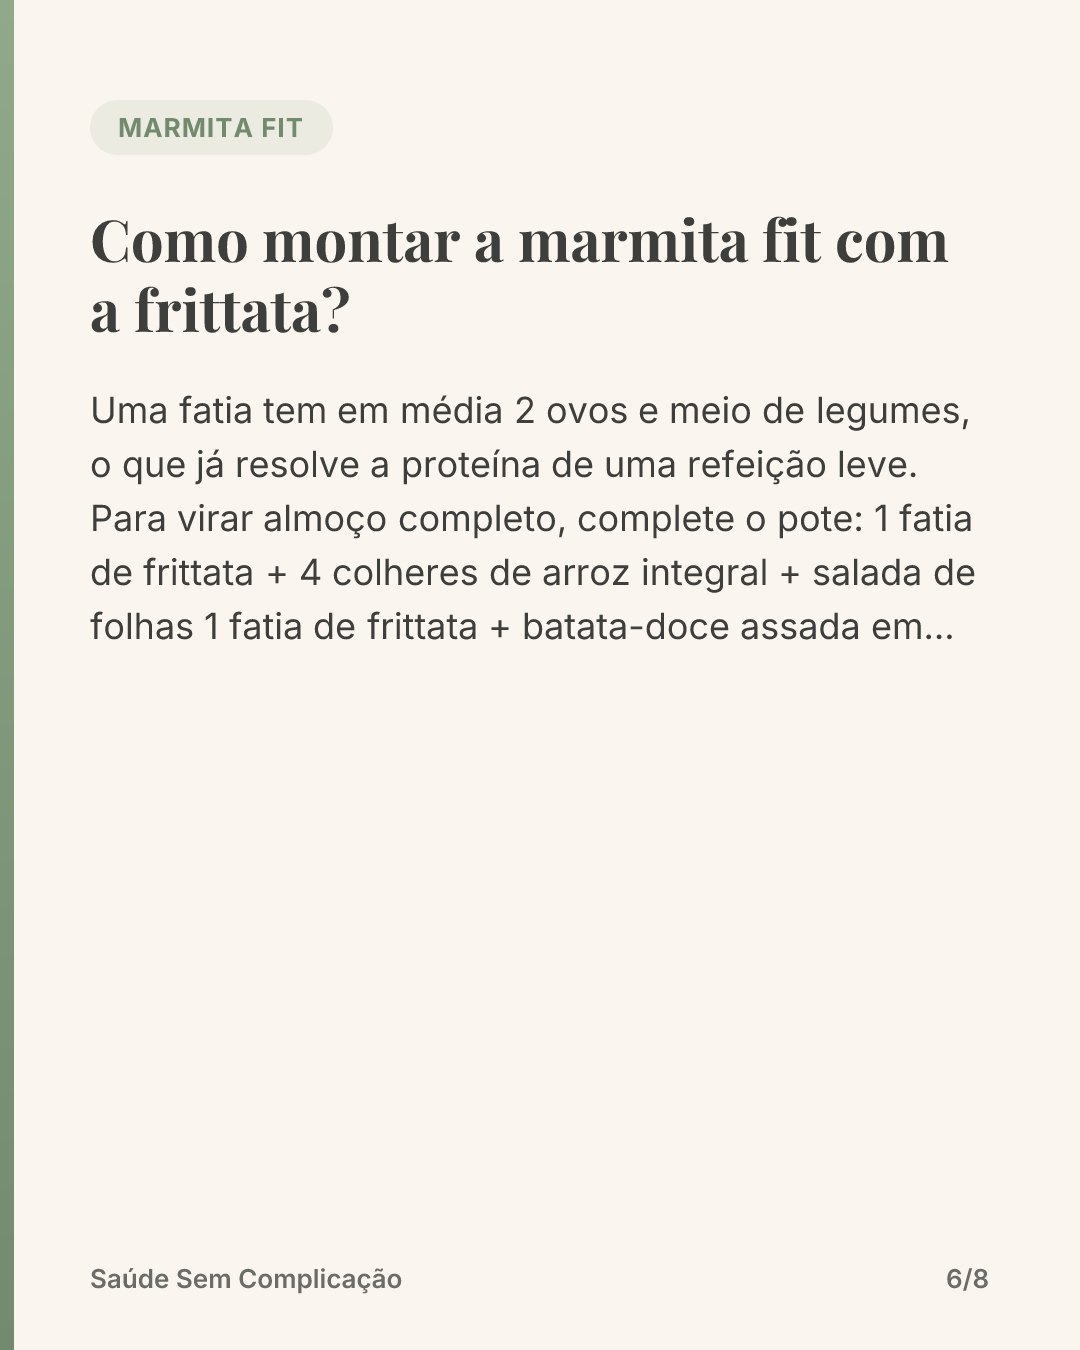 MARMITA FIT
Como montar a marmita fit com
a frittata?
Uma fatia tem em média 2 ovos e meio de legumes,
o que já resolve a proteína de uma refeição leve.
Para virar almoço completo, complete o pote: 1 fatia
de frittata + 4 colheres de arroz integral + salada de
folhas 1 fatia de frittata + batata-doce assada em...
Saúde Sem Complicação
6/8